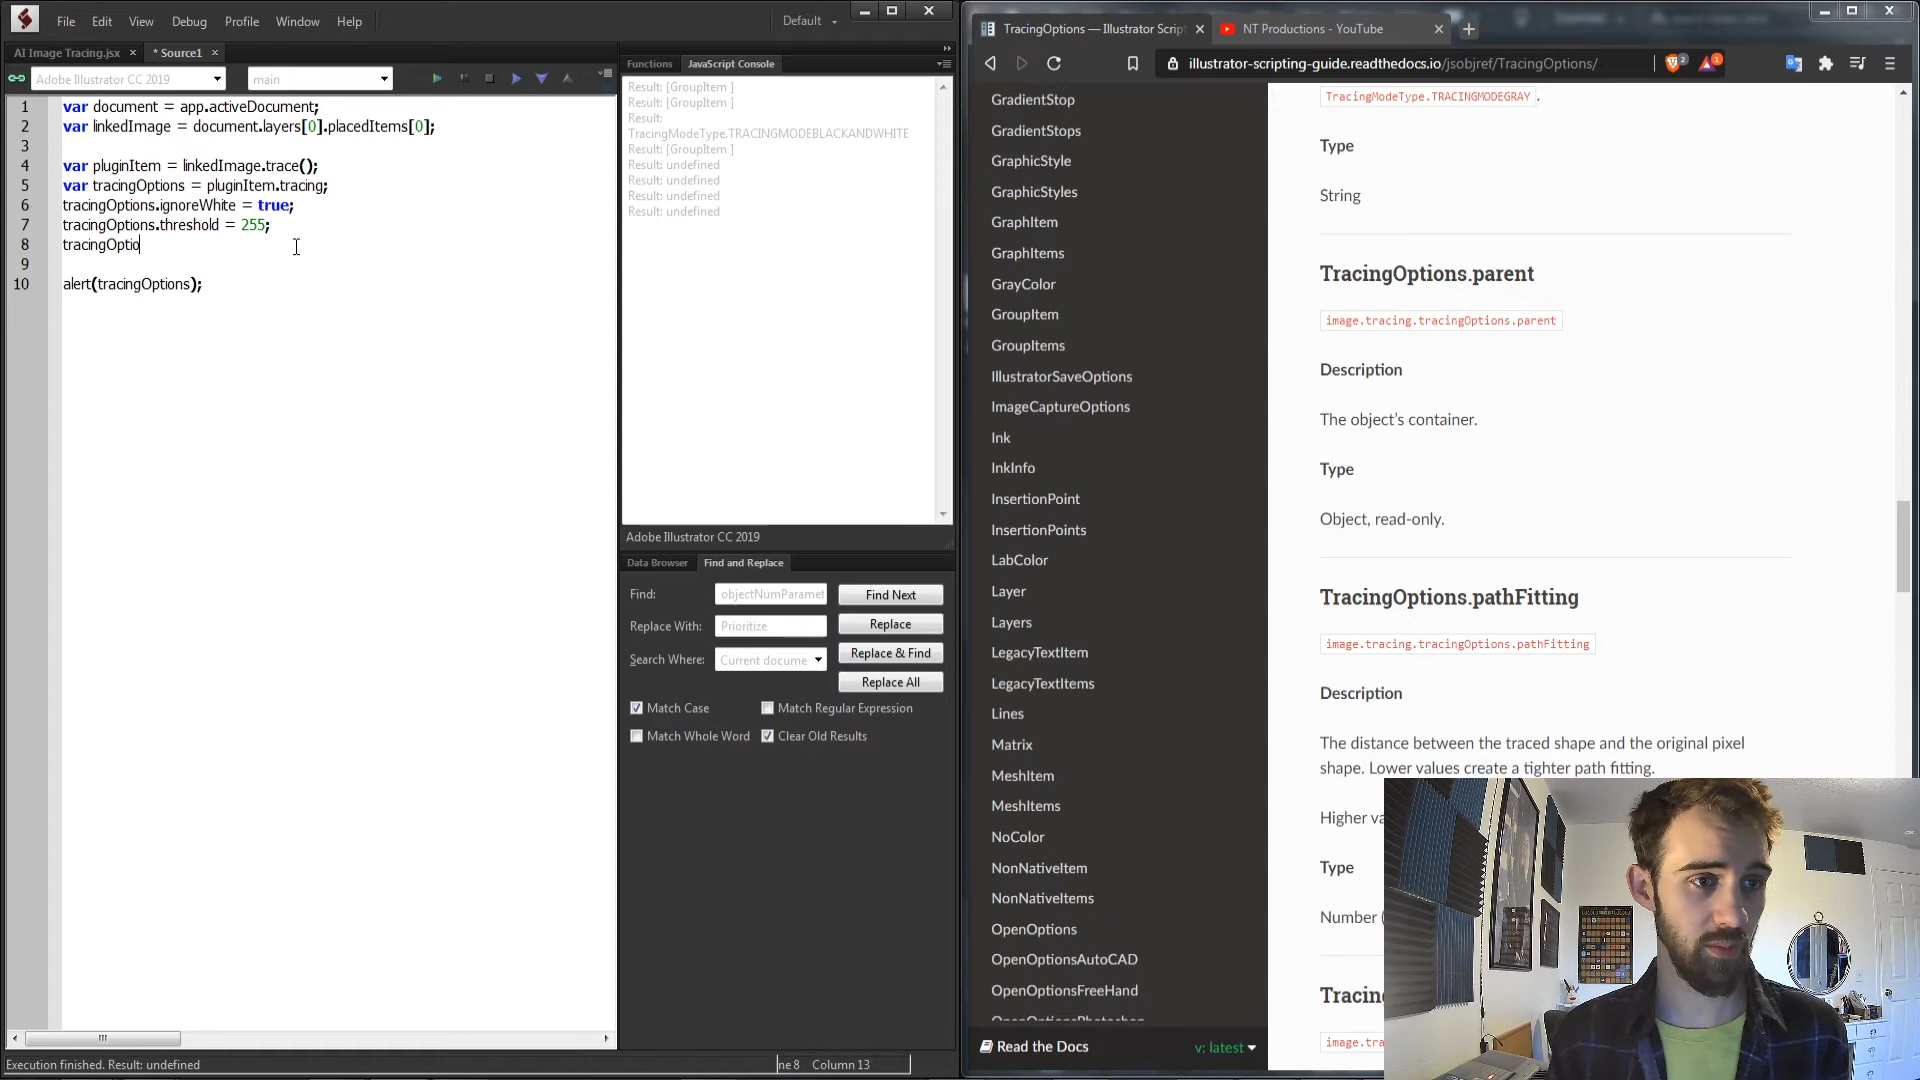 File Edit View Debug Profile Window Help
Default
AI Image Tracing.jsx × * Source1 ×
Adobe Illustrator CC 2019 main
1 var document = app.activeDocument;
2 var linkedImage = document.layers[0].placedItems[0];
3
4 var pluginItem = linkedImage.trace();
5 var tracingOptions = pluginItem.tracing;
6 tracingOptions.ignoreWhite = true;
7 tracingOptions.threshold = 255;
8 tracingOptio
9
10 alert(tracingOptions);
Execution finished. Result: undefined
ne 8 Column 13
Functions JavaScript Console
Result: [GroupItem ]
Result: [GroupItem ]
Result:
TracingModeType.TRACINGMODEBLACKANDWHITE
Result: [GroupItem ]
Result: undefined
Result: undefined
Result: undefined
Result: undefined
Adobe Illustrator CC 2019
Data Browser Find and Replace
Find: objectNumParamet Find Next
Replace With: Prioritize Replace
Search Where: Current docume Replace & Find
Replace All
Match Case Match Regular Expression
Match Whole Word Clear Old Results
TracingOptions — Illustrator Script
NT Productions - YouTube
illustrator-scripting-guide.readthedocs.io/jsobjref/TracingOptions/
2
1
GradientStop
GradientStops
GraphicStyle
GraphicStyles
GraphItem
GraphItems
GrayColor
GroupItem
GroupItems
IllustratorSaveOptions
ImageCaptureOptions
Ink
InkInfo
InsertionPoint
InsertionPoints
LabColor
Layer
Layers
LegacyTextItem
LegacyTextItems
Lines
Matrix
MeshItem
MeshItems
NoColor
NonNativeItem
NonNativeItems
OpenOptions
OpenOptionsAutoCAD
OpenOptionsFreeHand
OpenOptionsPhotoshop
Read the Docs v: latest
TracingModeType.TRACINGMODEGRAY.
Type
String
TracingOptions.parent
image.tracing.tracingOptions.parent
Description
The object's container.
Type
Object, read-only.
TracingOptions.pathFitting
image.tracing.tracingOptions.pathFitting
Description
The distance between the traced shape and the original pixel
shape. Lower values create a tighter path fitting.
Higher va
Type
Number (
Tracing
image.tra